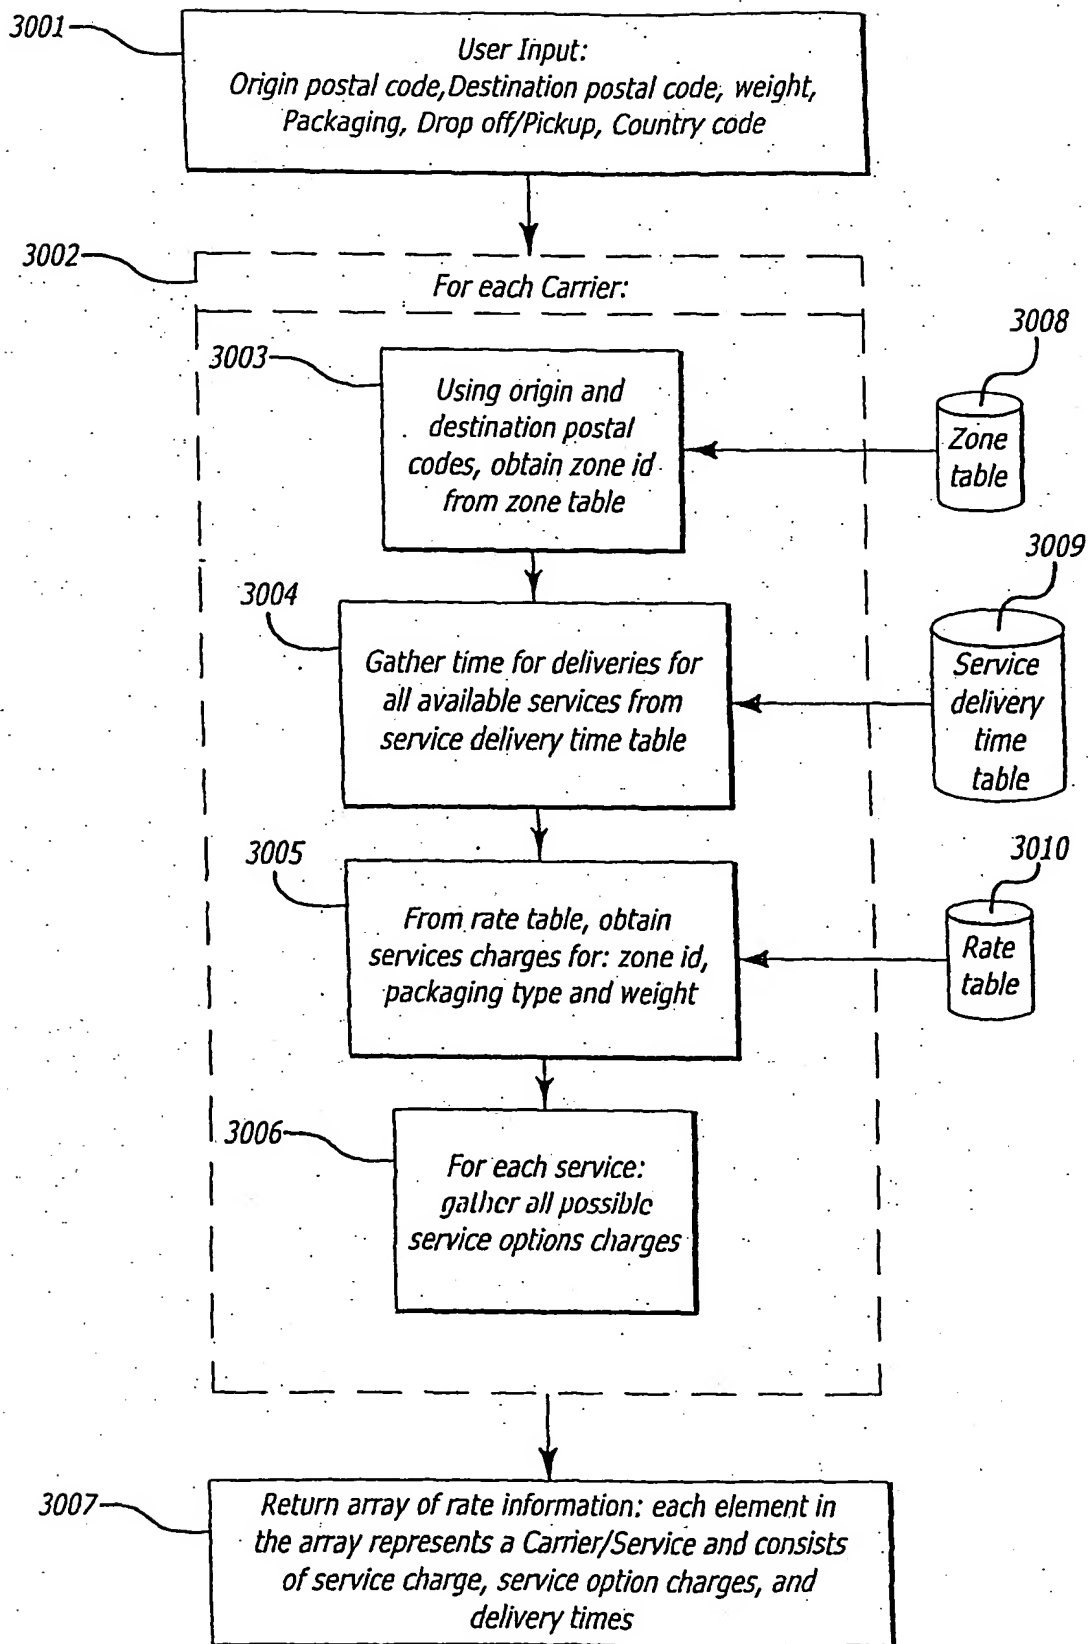 3001
User Input:
Origin postal code,Destination postal code, weight,
Packaging, Drop off/Pickup, Country code
3002
For each Carrier:
3003
Using origin and
destination postal
codes, obtain zone id
from zone table
3008
Zone
table
3004
Gather time for deliveries for
all available services from
service delivery time table
3009
Service
delivery
time
table
3005
From rate table, obtain
services charges for: zone id,
packaging type and weight
3010
Rate
table
3006
For each service:
gather all possible
service options charges
3007
Return array of rate information: each element in
the array represents a Carrier/Service and consists
of service charge, service option charges, and
delivery times